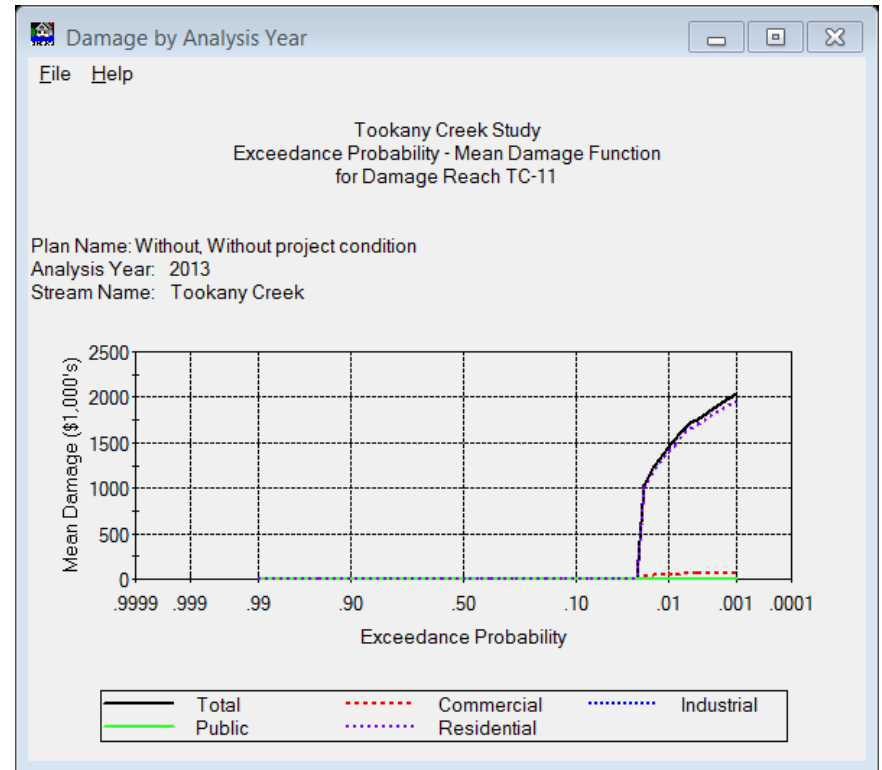 Damage by Analysis Year
File Help
Tookany Creek Study
Exceedance Probability - Mean Damage Function
for Damage Reach TC-11
Plan Name: Without, Without project condition
Analysis Year: 2013
Stream Name: Tookany Creek
Mean Damage ($1,000's)
2500
2000
1500
1000
500
0
.9999 .999 .99 .90 .50 .10 .01 .001 .0001
Exceedance Probability
Total Commercial Industrial
Public Residential